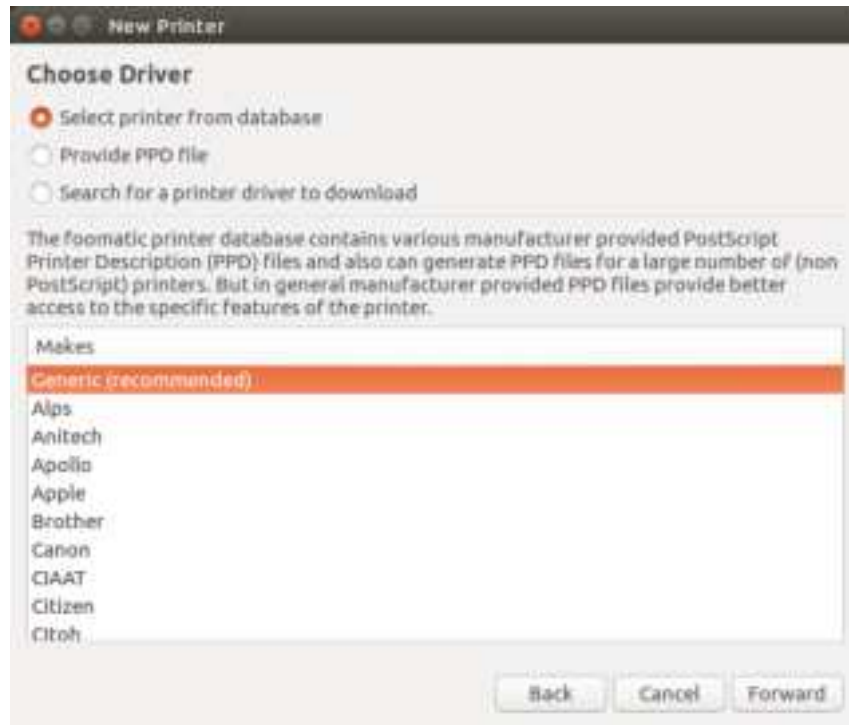 New Printer
Choose Driver
Select printer from database
Provide PPD file
Search for a printer driver to download
The foomatic printer database contains various manufacturer provided PostScript
Printer Description (PPD) files and also can generate PPD files for a large number of (non
PostScript) printers. But in general manufacturer provided PPD files provide better
access to the specific features of the printer.
Makes
Generic (recommended)
Alps
Anitech
Apollo
Apple
Brother
Canon
CIAAT
Citizen
Citoh
Back Cancel Forward